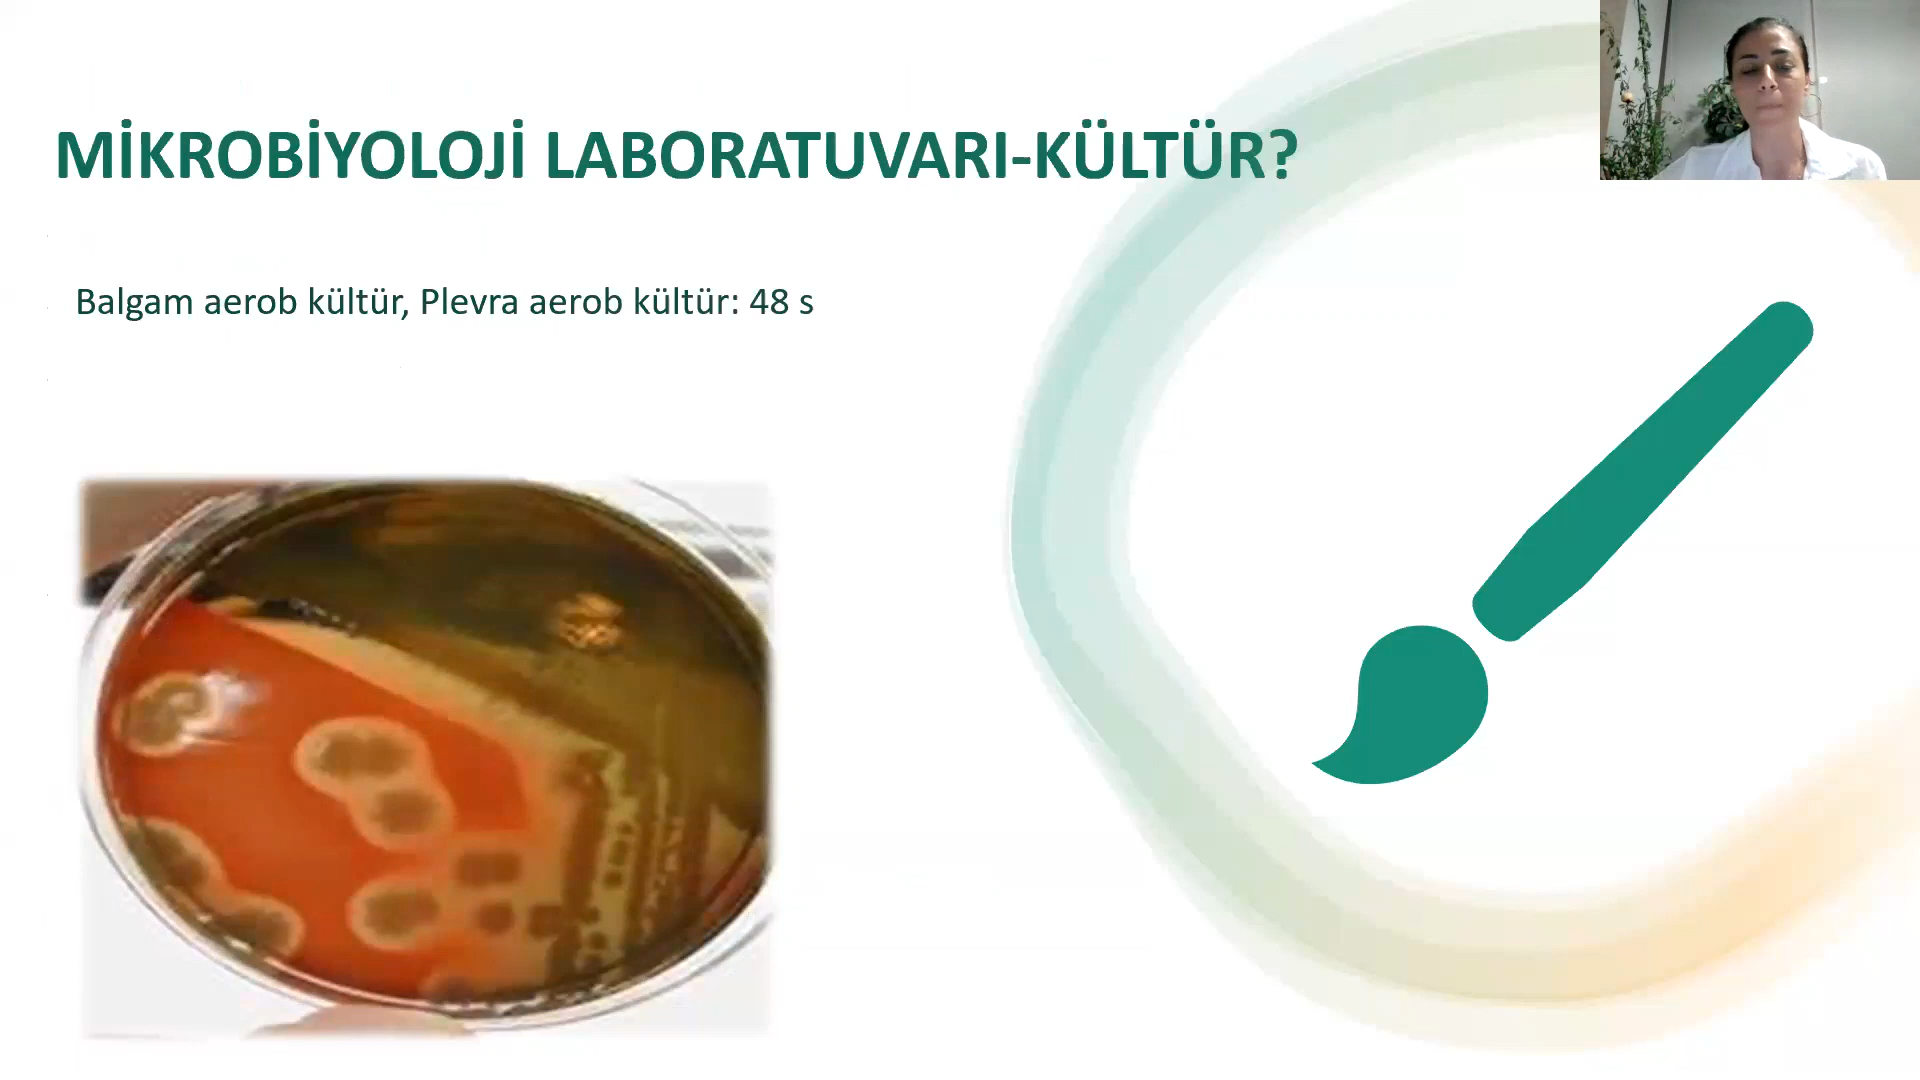 MİKROBİYOLOJİ LABORATUVARI-KÜLTÜR?
Balgam aerob kültür, Plevra aerob kültür: 48 s